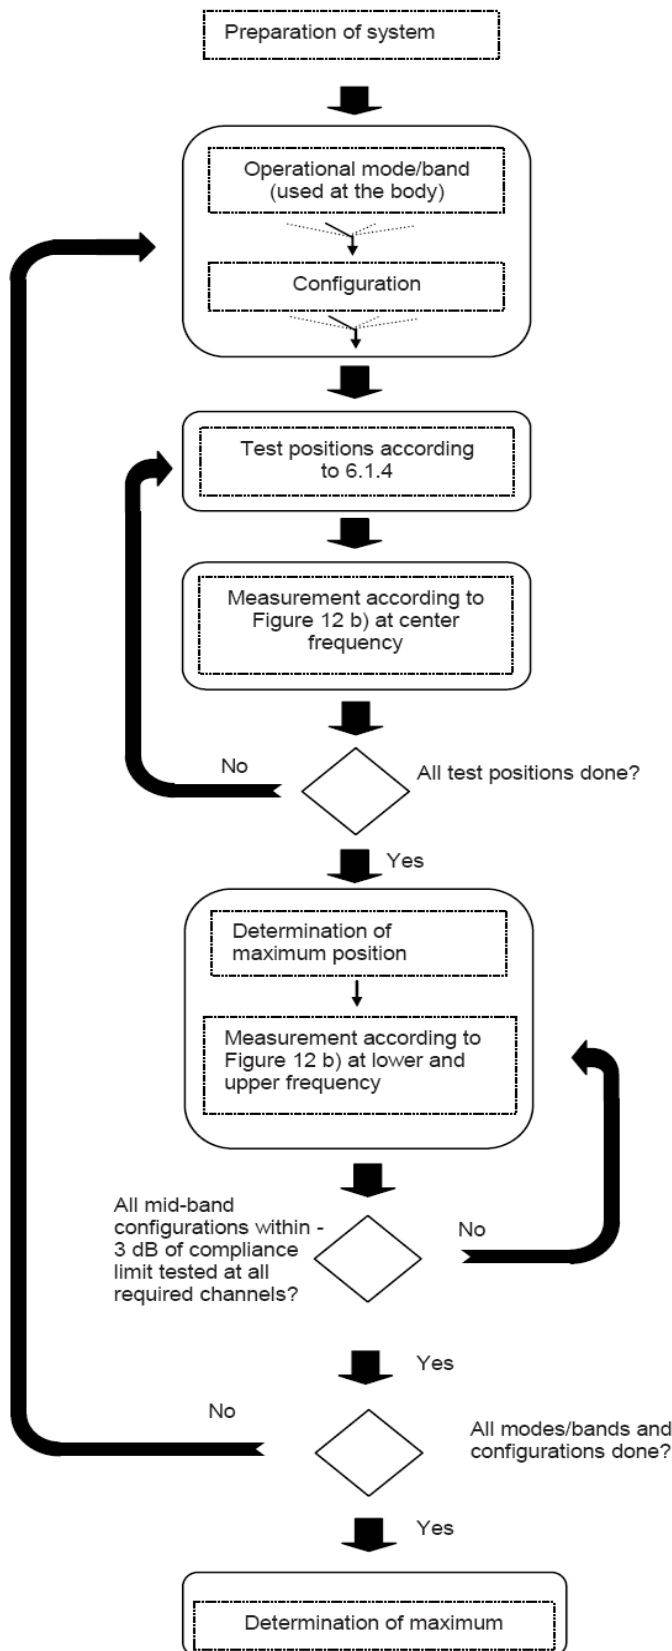 Preparation of system
Operational mode/band
(used at the body)
Configuration
Test positions according
to 6.1.4
Measurement according to
Figure 12 b) at center
frequency
No
All test positions done?
Yes
Determination of
maximum position
Measurement according to
Figure 12 b) at lower and
upper frequency
All mid-band
configurations within -
3 dB of compliance
limit tested at all
required channels?
No
Yes
No
All modes/bands and
configurations done?
Yes
Determination of maximum